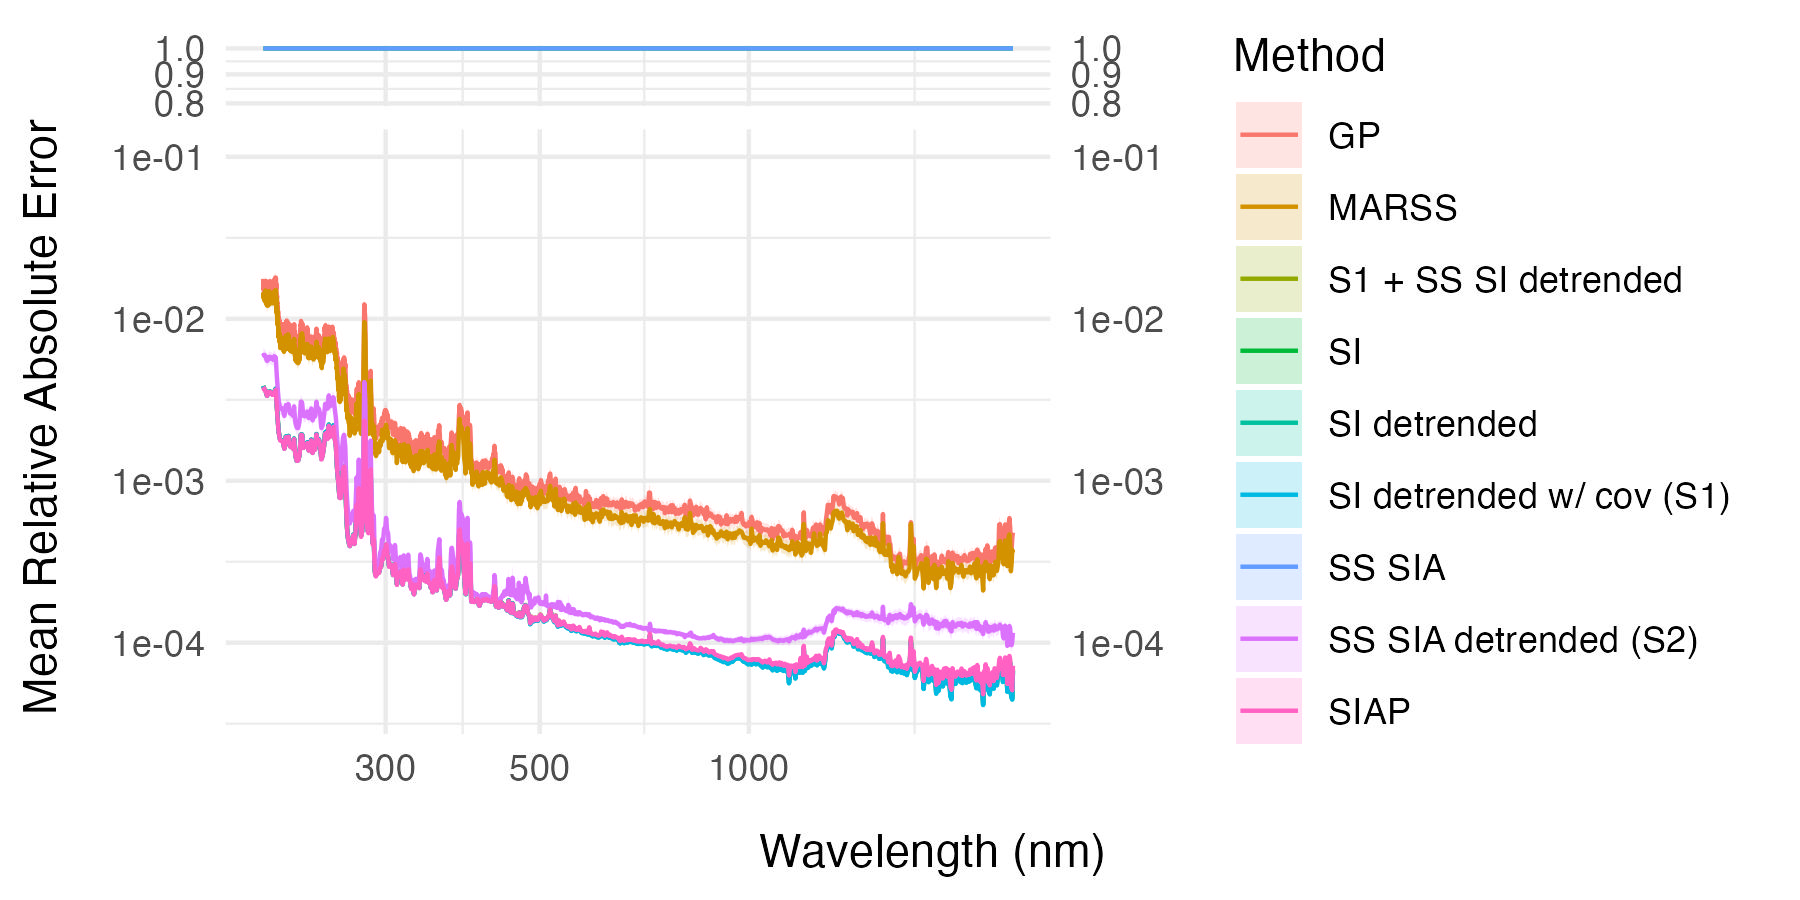 Method
1.0 1.0
0.9 0.9
0.8 0.8
1e-01 1e-01
1e-02 1e-02
1e-03 1e-03
1e-04 1e-04
Mean Relative Absolute Error
300 500 1000
Wavelength (nm)
GP
MARSS
S1 + SS SI detrended
SI
SI detrended
SI detrended w/ cov (S1)
SS SIA
SS SIA detrended (S2)
SIAP